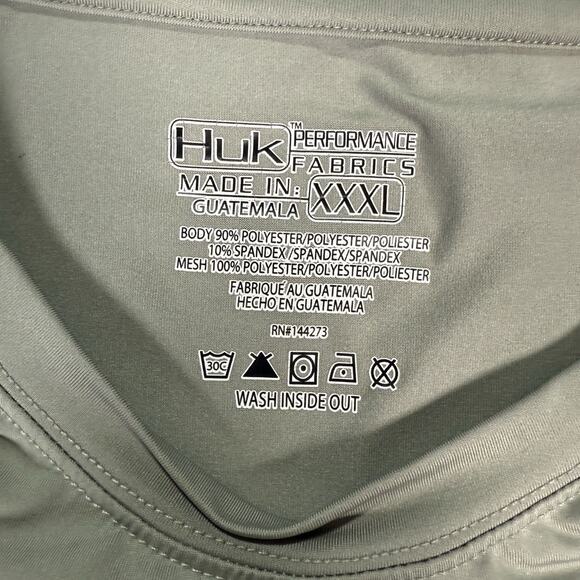 Huk™ PERFORMANCE
FABRICS
MADE IN: XXXL
GUATEMALA
BODY 90% POLYESTER/POLYESTER/POLIESTER
10% SPANDEX /SPANDEX/SPANDEX
MESH 100% POLYESTER/POLYESTER/POLIESTER
FABRIQUÉ AU GUATEMALA
HECHO EN GUATEMALA
RN#144273
30C
WASH INSIDE OUT